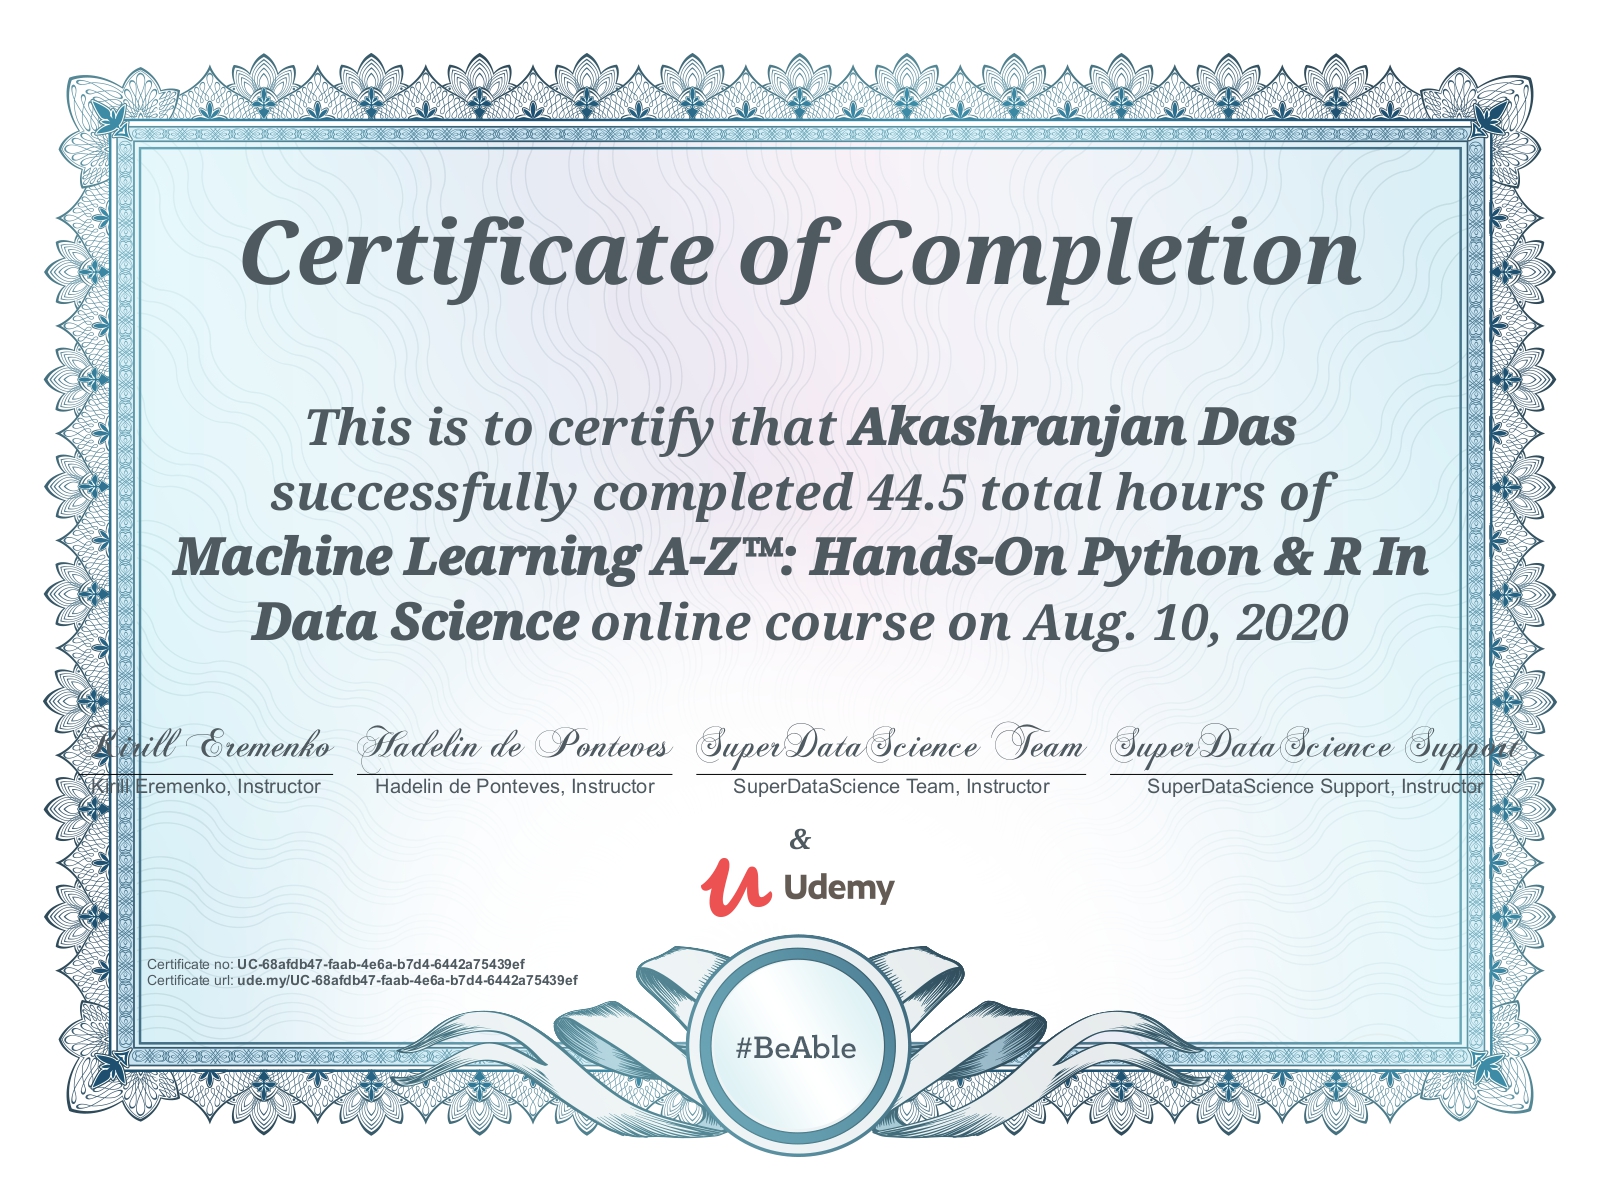 Certificate of Completion
This is to certify that Akashranjan Das
successfully completed 44.5 total hours of
Machine Learning A-Z™: Hands-On Python & R In
Data Science online course on Aug. 10, 2020
Kirill Eremenko Hadelin de Ponteves SuperDataScience Team SuperDataScience Support
Kirill Eremenko, Instructor Hadelin de Ponteves, Instructor SuperDataScience Team, Instructor SuperDataScience Support, Instructor
&
Udemy
Certificate no: UC-68afdb47-faab-4e6a-b7d4-6442a75439ef
Certificate url: ude.my/UC-68afdb47-faab-4e6a-b7d4-6442a75439ef
#BeAble